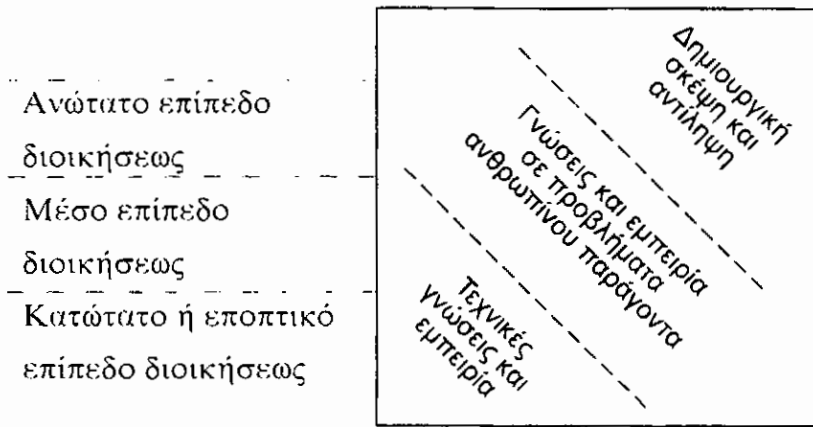 Ανώτατο επίπεδο
διοικήσεως
Μέσο επίπεδο
διοικήσεως
Κατώτατο ή εποπτικό
επίπεδο διοικήσεως
Δημιουργική
σκέψη και
αντίληψη
Γνώσεις και εμπειρία
σε προβλήματα
ανθρωπίνου παράγοντα
Τεχνικές
γνώσεις και
εμπειρία